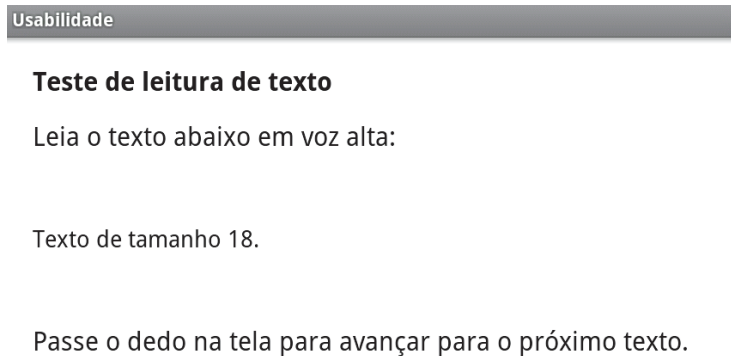 Usabilidade
Teste de leitura de texto
Leia o texto abaixo em voz alta:
Texto de tamanho 18.
Passe o dedo na tela para avançar para o próximo texto.